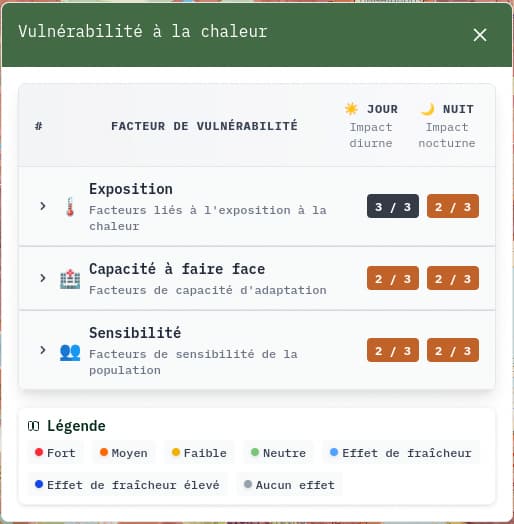 Vulnérabilité à la chaleur
# FACTEUR DE VULNÉRABILITÉ JOUR NUIT
Impact diurne Impact nocturne
Exposition 3 / 3 2 / 3
Facteurs liés à l'exposition à la
chaleur
Capacité à faire face 2 / 3 2 / 3
Facteurs de capacité d'adaptation
Sensibilité 2 / 3 2 / 3
Facteurs de sensibilité de la
population
Légende
Fort Moyen Faible Neutre Effet de fraîcheur
Effet de fraîcheur élevé Aucun effet